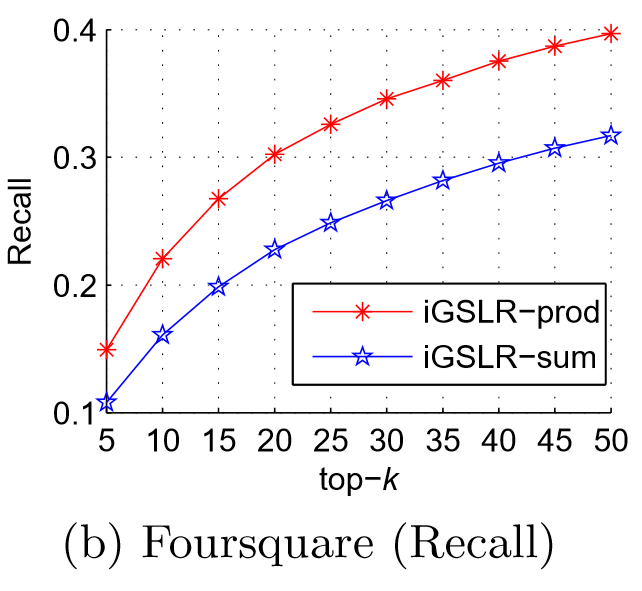 0.4
0.3
0.2
0.1
Recall
iGSLR−prod
iGSLR−sum
5 10 15 20 25 30 35 40 45 50
top−k
(b) Foursquare (Recall)